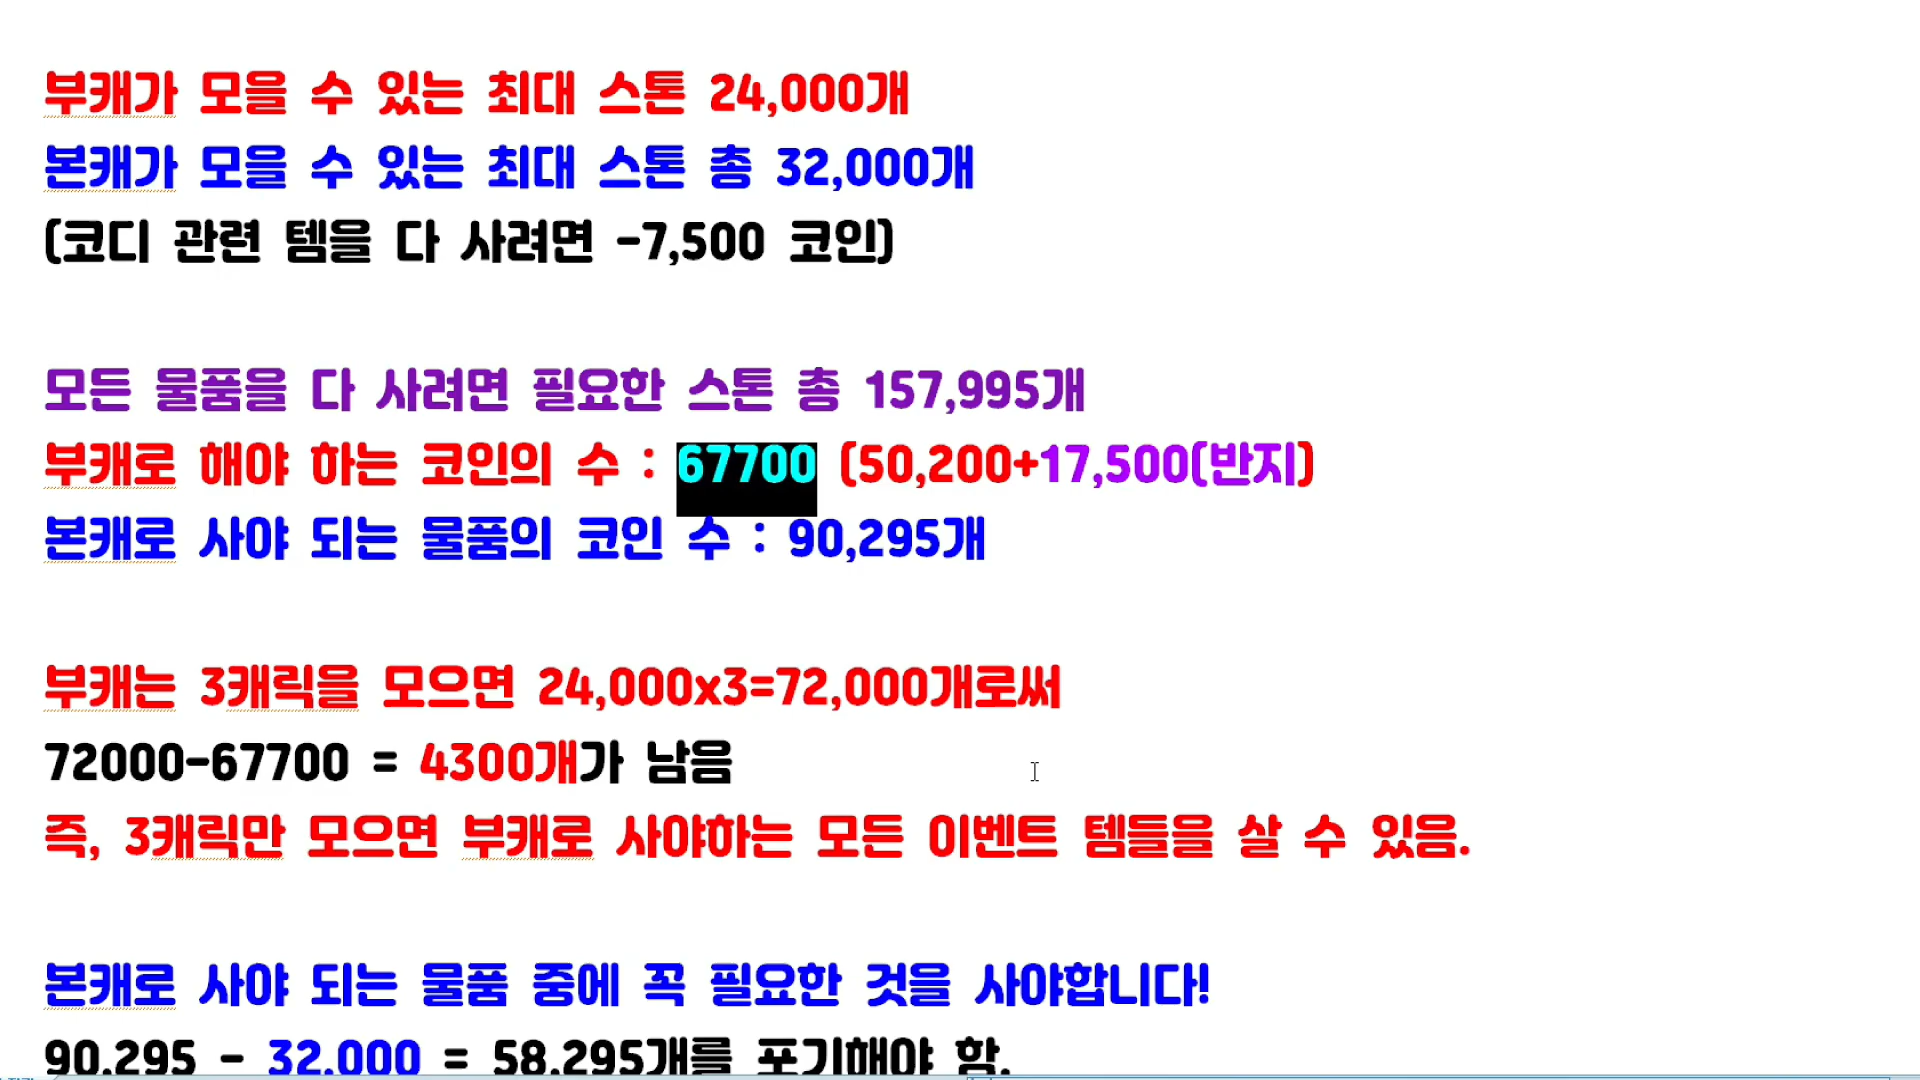 부캐가 모을 수 있는 최대 스톤 24,000개
본캐가 모을 수 있는 최대 스톤 총 32,000개
(코디 관련 템을 다 사려면 -7,500 코인)
모든 물품을 다 사려면 필요한 스톤 총 157,995개
부캐로 해야 하는 코인의 수 : 67700 (50,200+17,500(반지)
본캐로 사야 되는 물품의 코인 수 : 90,295개
부캐는 3캐릭을 모으면 24,000x3=72,000개로써
72000-67700 = 4300개가 남음
즉, 3캐릭만 모으면 부캐로 사야하는 모든 이벤트 템들을 살 수 있음.
본캐로 사야 되는 물품 중에 꼭 필요한 것을 사야합니다!
90,295 - 32,000 = 58,295개를 포기해야 함.